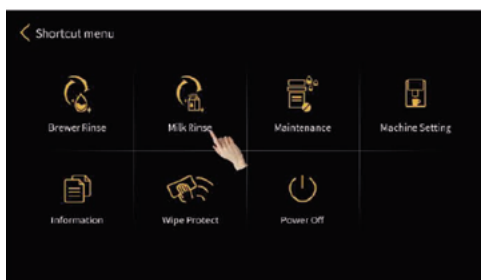 Shortcut menu
Brewer Rinse
Milk Rinse
Maintenance
Machine Setting
Information
Wipe Protect
Power Off